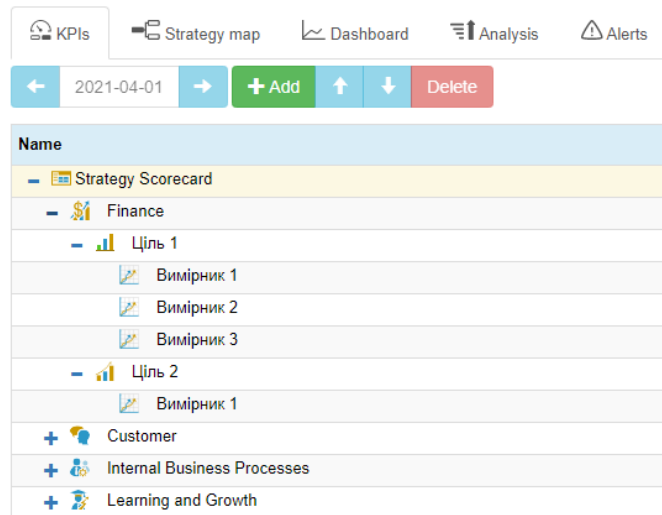 KPIs Strategy map Dashboard Analysis Alerts
2021-04-01 Add Delete
Name
Strategy Scorecard
Finance
Ціль 1
Вимірник 1
Вимірник 2
Вимірник 3
Ціль 2
Вимірник 1
Customer
Internal Business Processes
Learning and Growth